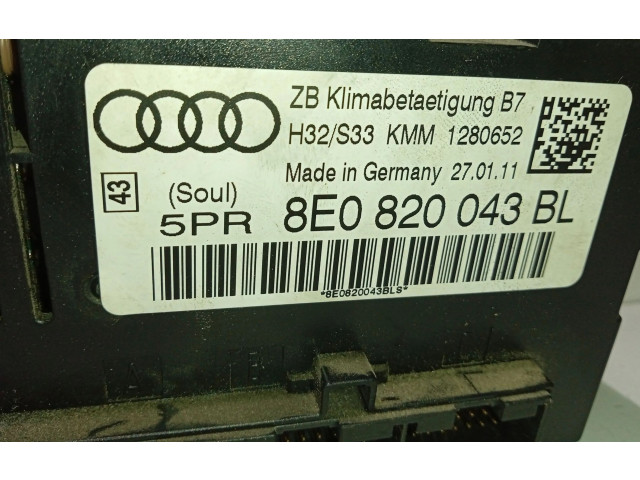 ZB Klimabetaetigung B7
H32/S33 KMM 1280652
Made in Germany 27.01.11
43
(Soul)
5PR 8E0 820 043 BL
*8E0820043BLS*
A B